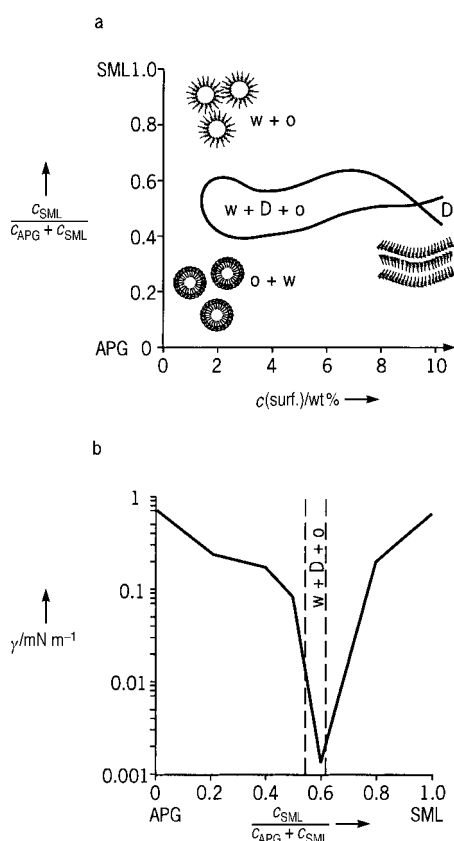 a
SML 1.0
0.8
0.6
0.4
0.2
APG 0
c_SML
c_APG + c_SML
w + o
w + D + o
D
o + w
0 2 4 6 8 10
c(surf.)/wt%
b
1
0.1
0.01
0.001
γ/mN m⁻¹
w + D + o
0 0.2 0.4 0.6 0.8 1.0
APG SML
c_SML
c_APG + c_SML